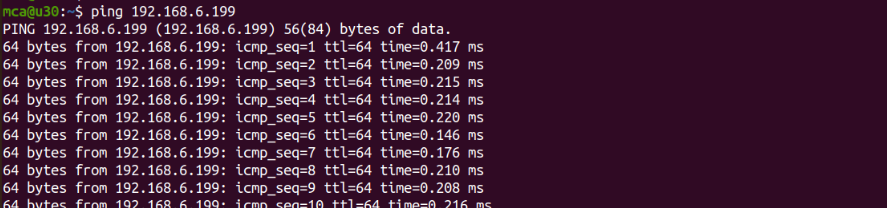 mca@u30:~$ ping 192.168.6.199
PING 192.168.6.199 (192.168.6.199) 56(84) bytes of data.
64 bytes from 192.168.6.199: icmp_seq=1 ttl=64 time=0.417 ms
64 bytes from 192.168.6.199: icmp_seq=2 ttl=64 time=0.209 ms
64 bytes from 192.168.6.199: icmp_seq=3 ttl=64 time=0.215 ms
64 bytes from 192.168.6.199: icmp_seq=4 ttl=64 time=0.214 ms
64 bytes from 192.168.6.199: icmp_seq=5 ttl=64 time=0.220 ms
64 bytes from 192.168.6.199: icmp_seq=6 ttl=64 time=0.146 ms
64 bytes from 192.168.6.199: icmp_seq=7 ttl=64 time=0.176 ms
64 bytes from 192.168.6.199: icmp_seq=8 ttl=64 time=0.210 ms
64 bytes from 192.168.6.199: icmp_seq=9 ttl=64 time=0.208 ms
64 bytes from 192.168.6.199: icmp_seq=10 ttl=64 time=0.216 ms